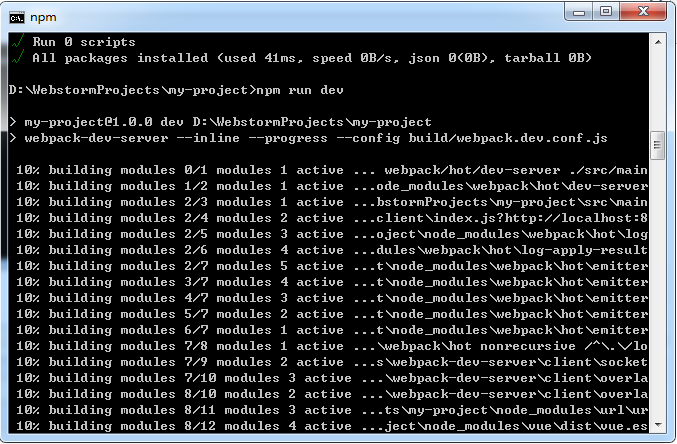 npm
√ Run 0 scripts
√ All packages installed (used 41ms, speed 0B/s, json 0(0B), tarball 0B)
D:\WebstormProjects\my-project>npm run dev
> my-project@1.0.0 dev D:\WebstormProjects\my-project
> webpack-dev-server --inline --progress --config build/webpack.dev.conf.js
10% building modules 0/1 modules 1 active ... webpack/hot/dev-server ./src/main
10% building modules 1/2 modules 1 active ...ode_modules\webpack\hot\dev-server
10% building modules 2/3 modules 1 active ...bstormProjects\my-project\src\main
10% building modules 2/4 modules 2 active ...client\index.js?http://localhost:8
10% building modules 2/5 modules 3 active ...oject\node_modules\webpack\hot\log
10% building modules 2/6 modules 4 active ...dules\webpack\hot\log-apply-result
10% building modules 2/7 modules 5 active ...t\node_modules\webpack\hot\emitter
10% building modules 3/7 modules 4 active ...t\node_modules\webpack\hot\emitter
10% building modules 4/7 modules 3 active ...t\node_modules\webpack\hot\emitter
10% building modules 5/7 modules 2 active ...t\node_modules\webpack\hot\emitter
10% building modules 6/7 modules 1 active ...t\node_modules\webpack\hot\emitter
10% building modules 7/8 modules 1 active ...\webpack\hot nonrecursive /^\.\/lo
10% building modules 7/9 modules 2 active ...s\webpack-dev-server\client\socket
10% building modules 7/10 modules 3 active ...\webpack-dev-server\client\overla
10% building modules 8/10 modules 2 active ...\webpack-dev-server\client\overla
10% building modules 8/11 modules 3 active ...ts\my-project\node_modules\url\ur
10% building modules 8/12 modules 4 active ...ject\node_modules\vue\dist\vue.es